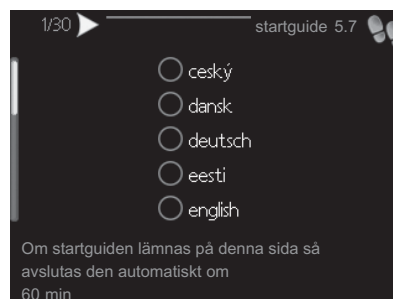 1/30
startguide 5.7
ceský
dansk
deutsch
eesti
english
Om startguiden lämnas på denna sida så
avslutas den automatiskt om
60 min